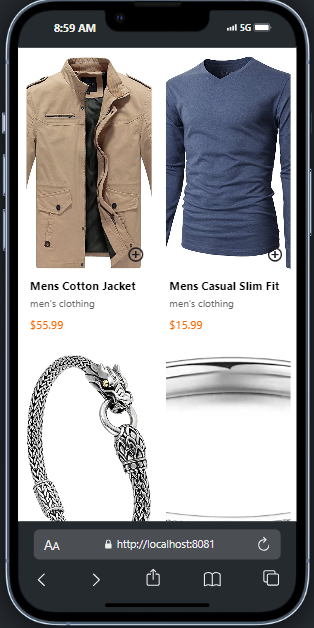 8:59 AM
5G
Mens Cotton Jacket
men's clothing
$55.99
Mens Casual Slim Fit
men's clothing
$15.99
AA
http://localhost:8081